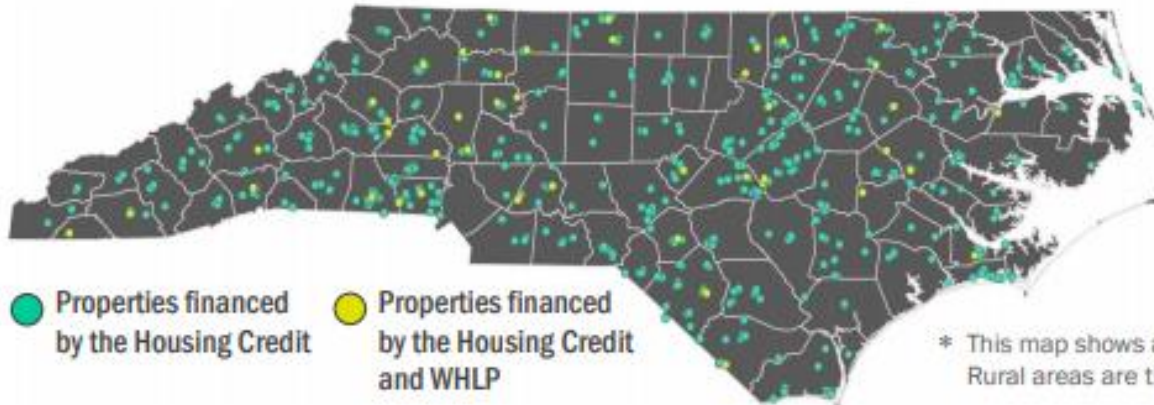 Properties financed
by the Housing Credit
Properties financed
by the Housing Credit
and WHLP
* This map shows a
Rural areas are t